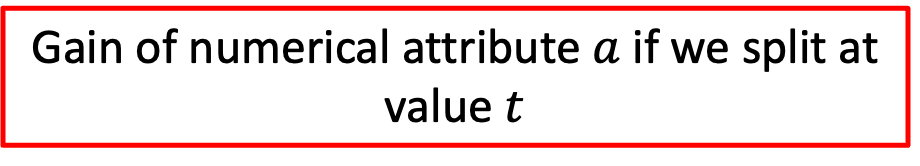 Gain of numerical attribute a if we split at
value t